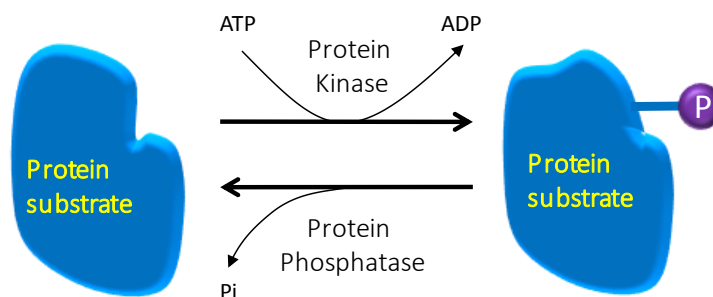 ATP
ADP
Protein
Kinase
P
Protein
substrate
Protein
substrate
Protein
Phosphatase
Pi